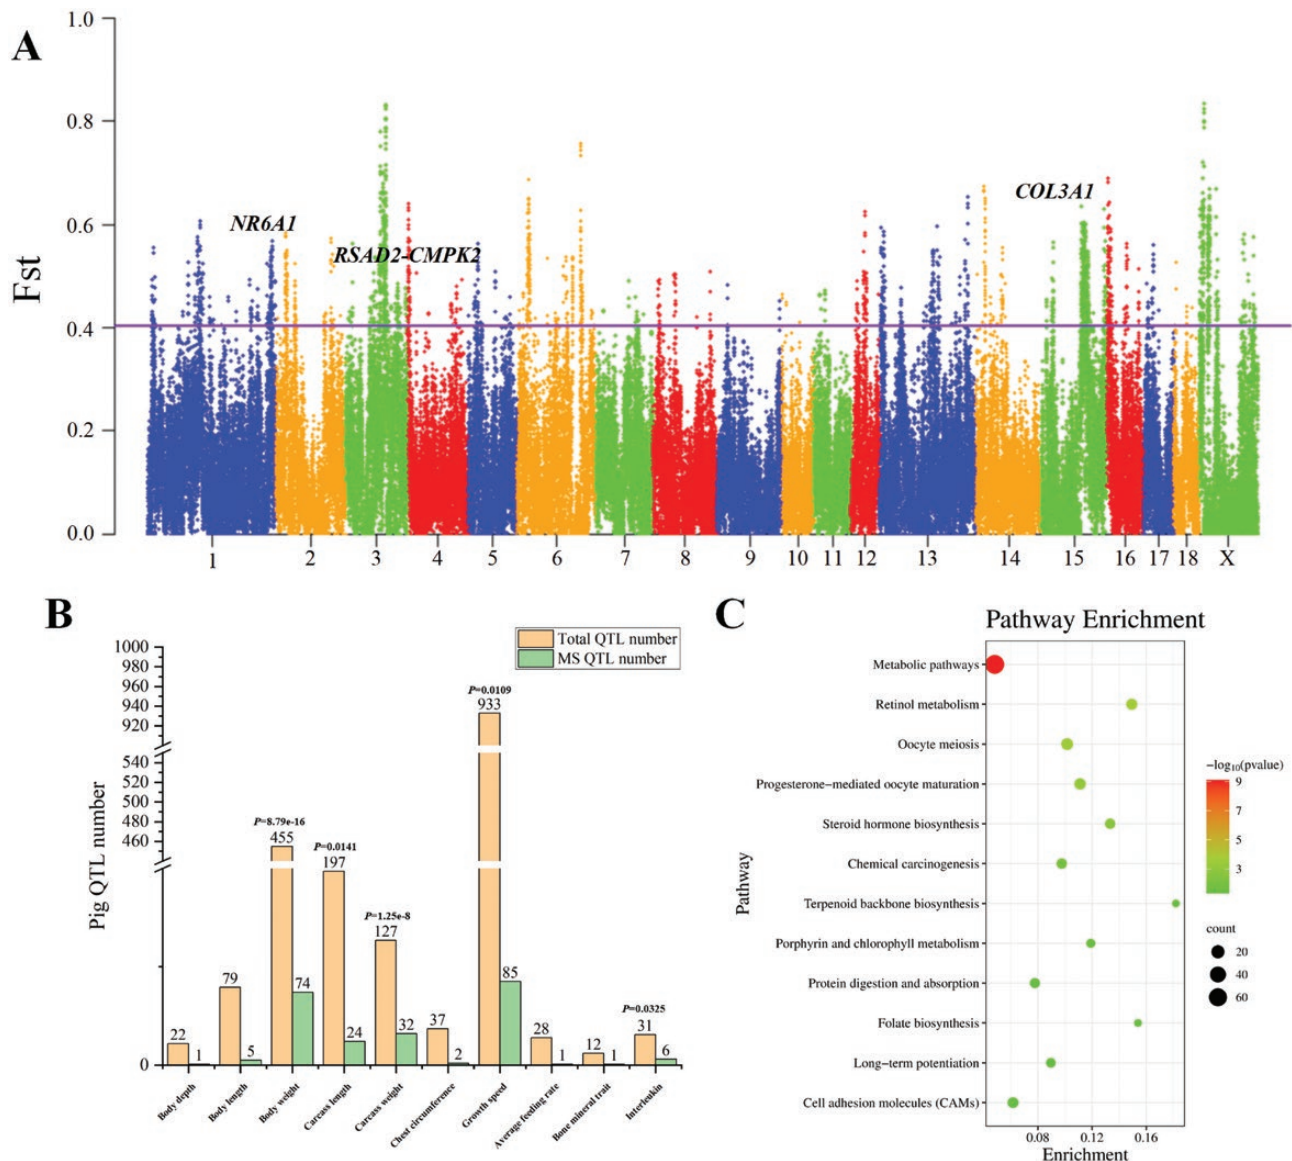 A
Fst
1.0
0.8
0.6
0.4
0.2
0.0
NR6A1
RSAD2-CMPK2
COL3A1
1 2 3 4 5 6 7 8 9 10 11 12 13 14 15 16 17 18 X
B
Total QTL number
MS QTL number
Pig QTL number
1000
980
960
940
920
540
520
500
480
460
0
22 1
79 5
P=8.79e-16
455 74
P=0.0141
197 24
P=1.25e-8
127 32
37 2
P=0.0109
933 85
28 1
12 1
P=0.0325
31 6
Body depth
Body length
Body weight
Carcass length
Carcass weight
Chest circumference
Growth speed
Average feeding rate
Bone mineral trait
Interleukin
C
Pathway Enrichment
Pathway
Metabolic pathways
Retinol metabolism
Oocyte meiosis
Progesterone-mediated oocyte maturation
Steroid hormone biosynthesis
Chemical carcinogenesis
Terpenoid backbone biosynthesis
Porphyrin and chlorophyll metabolism
Protein digestion and absorption
Folate biosynthesis
Long-term potentiation
Cell adhesion molecules (CAMs)
0.08 0.12 0.16
Enrichment
−log₁₀(pvalue)
9
7
5
3
count
20
40
60